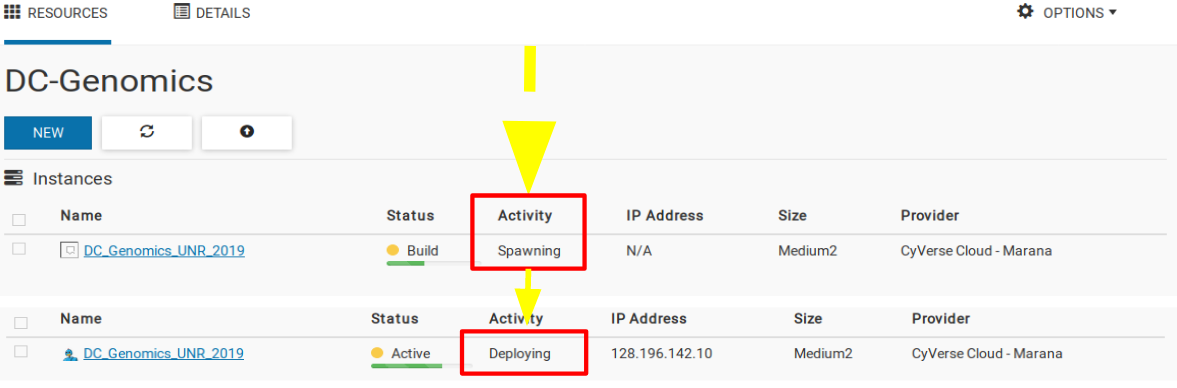 RESOURCES DETAILS OPTIONS
DC-Genomics
NEW
Instances
Name Status Activity IP Address Size Provider
DC_Genomics_UNR_2019 Build Spawning N/A Medium2 CyVerse Cloud - Marana
Name Status Activity IP Address Size Provider
DC_Genomics_UNR_2019 Active Deploying 128.196.142.10 Medium2 CyVerse Cloud - Marana